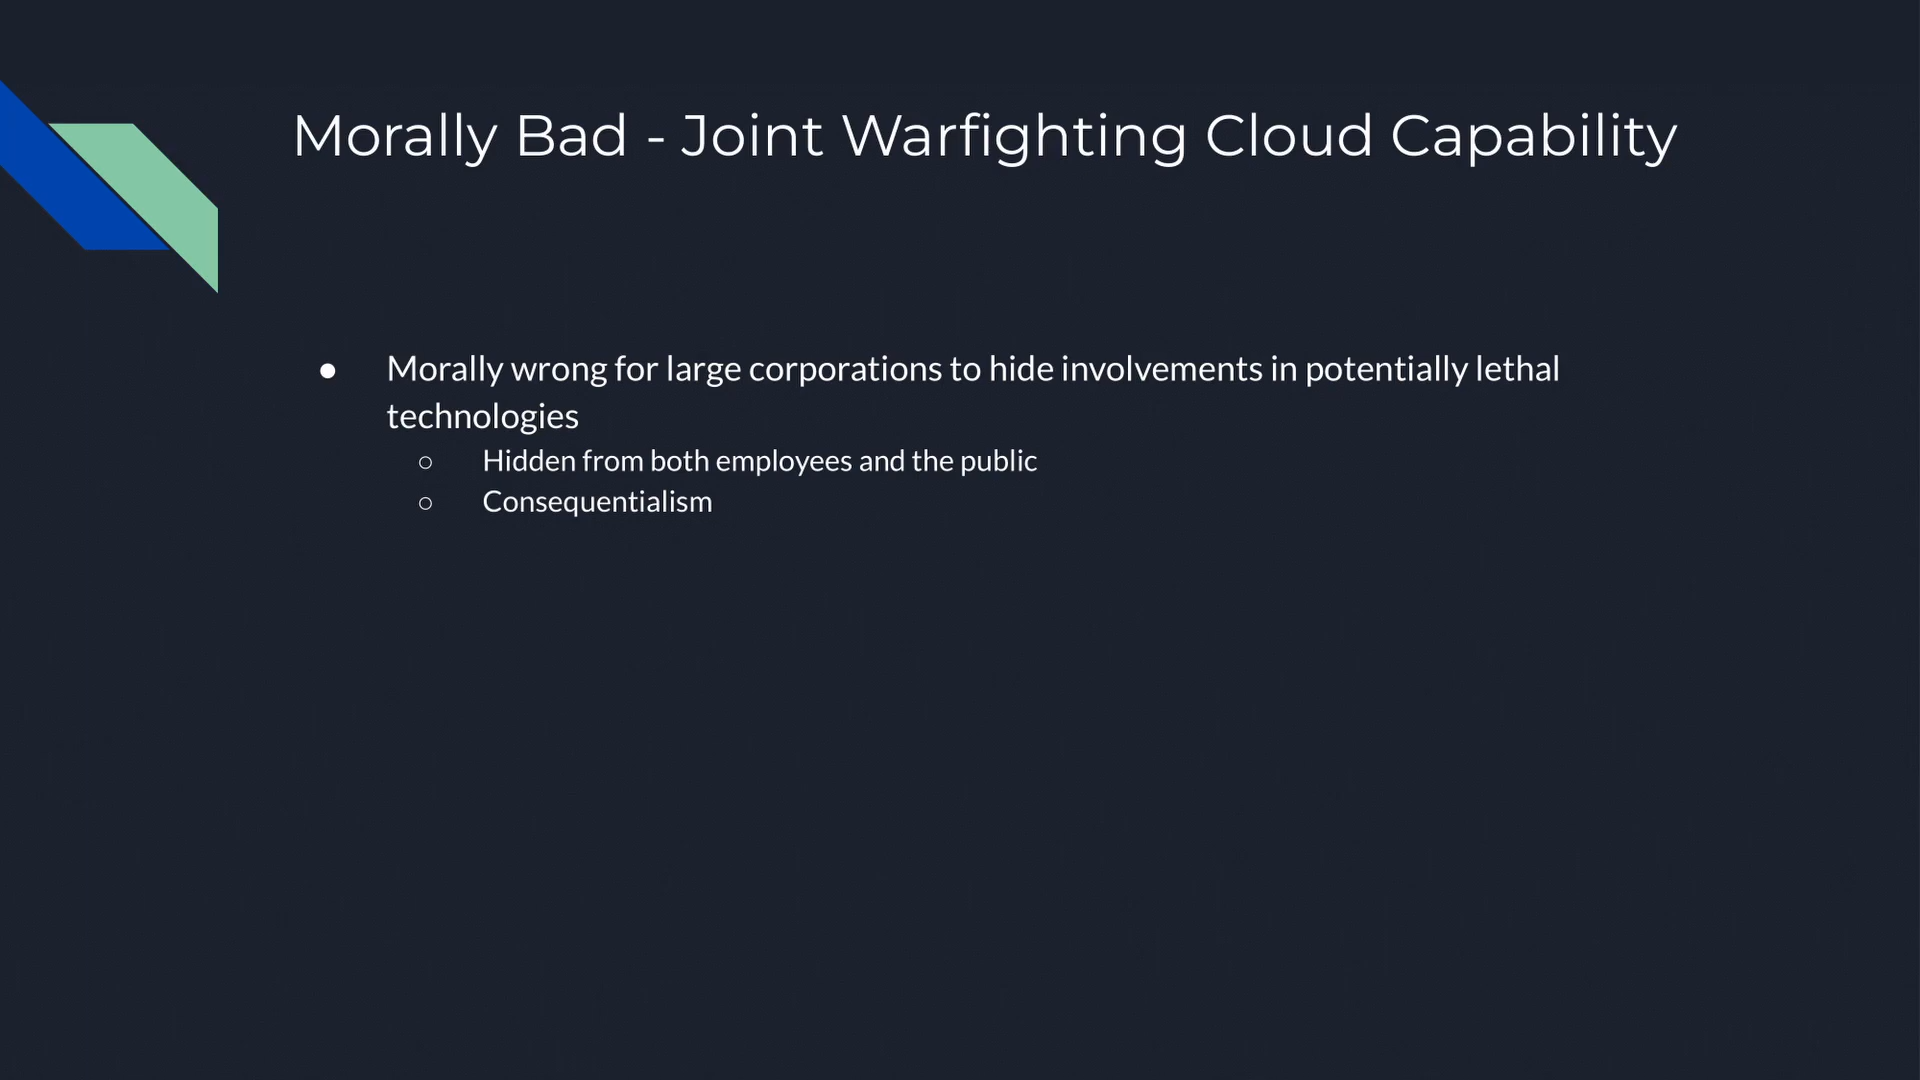 Morally Bad - Joint Warfighting Cloud Capability
● Morally wrong for large corporations to hide involvements in potentially lethal
technologies
○ Hidden from both employees and the public
○ Consequentialism